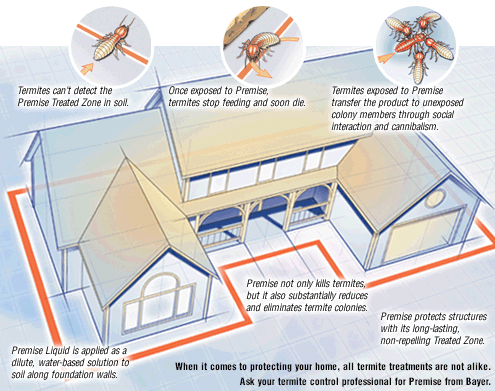 Termites can't detect the
Premise Treated Zone in soil.
Once exposed to Premise,
termites stop feeding and soon die.
Termites exposed to Premise
transfer the product to unexposed
colony members through social
interaction and cannibalism.
Premise not only kills termites,
but it also substantially reduces
and eliminates termite colonies.
Premise protects structures
with its long-lasting,
non-repelling Treated Zone.
Premise Liquid is applied as a
dilute, water-based solution to
soil along foundation walls.
When it comes to protecting your home, all termite treatments are not alike.
Ask your termite control professional for Premise from Bayer.